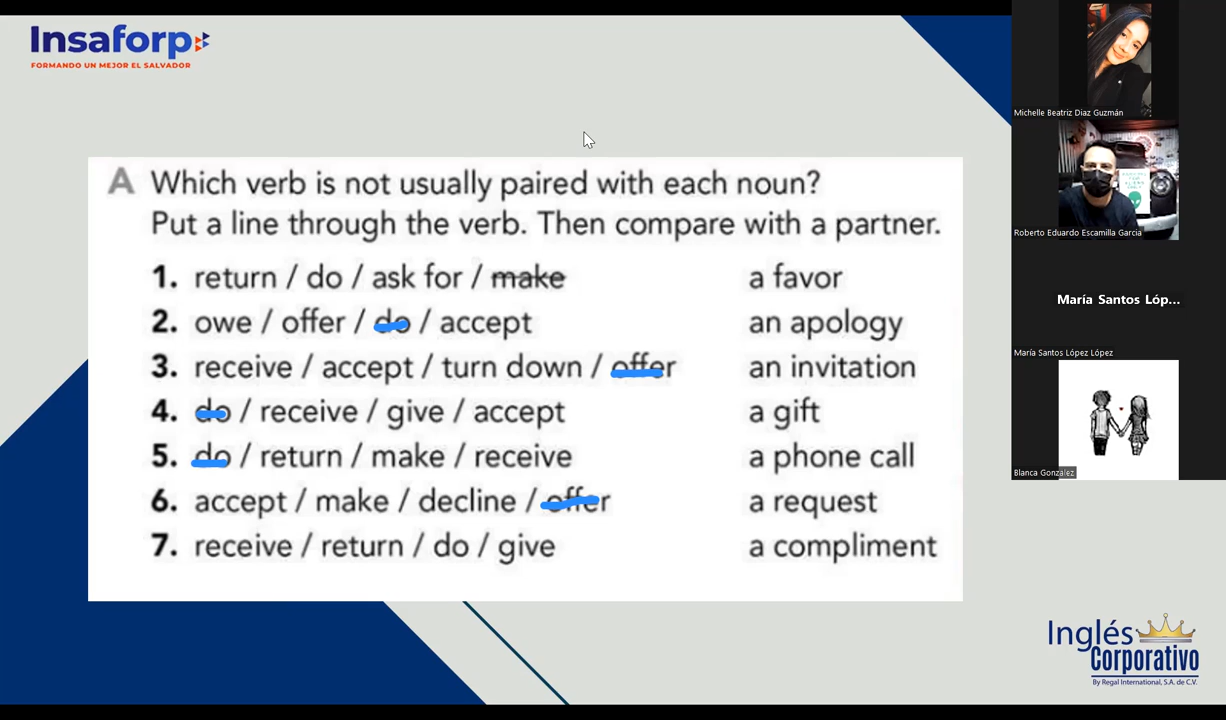 Insaforp
FORMANDO UN MEJOR EL SALVADOR
A Which verb is not usually paired with each noun?
Put a line through the verb. Then compare with a partner.
1. return / do / ask for / make a favor
2. owe / offer / do / accept an apology
3. receive / accept / turn down / offer an invitation
4. do / receive / give / accept a gift
5. do / return / make / receive a phone call
6. accept / make / decline / offer a request
7. receive / return / do / give a compliment
Michelle Beatriz Diaz Guzmán
Roberto Eduardo Escamilla Garcia
María Santos Lóp...
María Santos López López
Blanca Gonzalez
Inglés
Corporativo
By Regal International, S.A. de C.V.